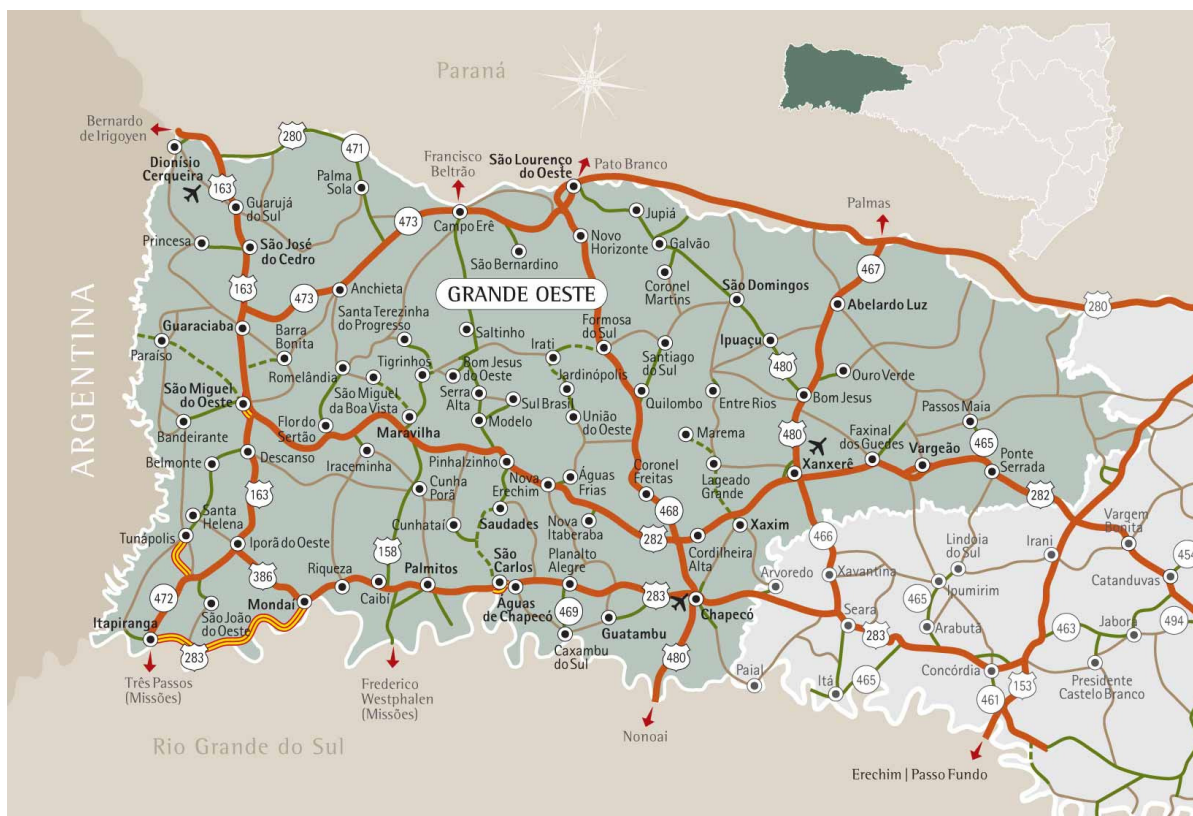 Paraná
Bernardo
de Irigoyen
280
471
Francisco
Beltrão
São Lourenço
do Oeste
Pato Branco
Dionísio
Cerqueira
163
Palma
Sola
Guarujá
do Sul
Jupiá
Palmas
Princesa
São José
do Cedro
473
Campo Erê
Novo
Horizonte
Galvão
São Bernardino
Coronel
Martins
467
163
473
Anchieta
GRANDE OESTE
São Domingos
Abelardo Luz
280
ARGENTINA
Guaraciaba
Barra
Bonita
Santa Terezinha
do Progresso
Saltinho
Formosa
do Sul
Paraíso
Romelândia
Tigrinhos
Bom Jesus
do Oeste
Irati
Santiago
do Sul
Ipuaçu
480
Ouro Verde
São Miguel
do Oeste
São Miguel
da Boa Vista
Serra
Alta
Sul Brasil
Jardinópolis
Quilombo
Entre Rios
Bom Jesus
Passos Maia
Bandeirante
Flor do
Sertão
Maravilha
Modelo
União
do Oeste
Marema
480
Faxinal
dos Guedes
Vargeão
465
Ponte
Serrada
Belmonte
Descanso
Iraceminha
Pinhalzinho
Nova
Erechim
Águas
Frias
Coronel
Freitas
Lageado
Grande
Xanxerê
282
163
Cunha
Porã
Santa
Helena
Tunápolis
Iporã do Oeste
Cunhataí
Saudades
Nova
Itaberaba
468
282
Xaxim
Cordilheira
Alta
466
Vargem
Bonita
Lindoia
do Sul
Irani
158
386
Riqueza
Caibí
Palmitos
São
Carlos
Planalto
Alegre
Arvoredo
Xavantina
Ipumirim
454
Catanduvas
472
São João
do Oeste
Mondaí
Águas
de Chapecó
469
283
Chapecó
465
Seara
Arabutã
463
Jaborá
494
Itapiranga
283
Guatambu
Caxambu
do Sul
480
283
Concórdia
Três Passos
(Missões)
Frederico
Westphalen
(Missões)
Paial
Itá
465
461
153
Presidente
Castelo Branco
Nonoai
Rio Grande do Sul
Erechim | Passo Fundo